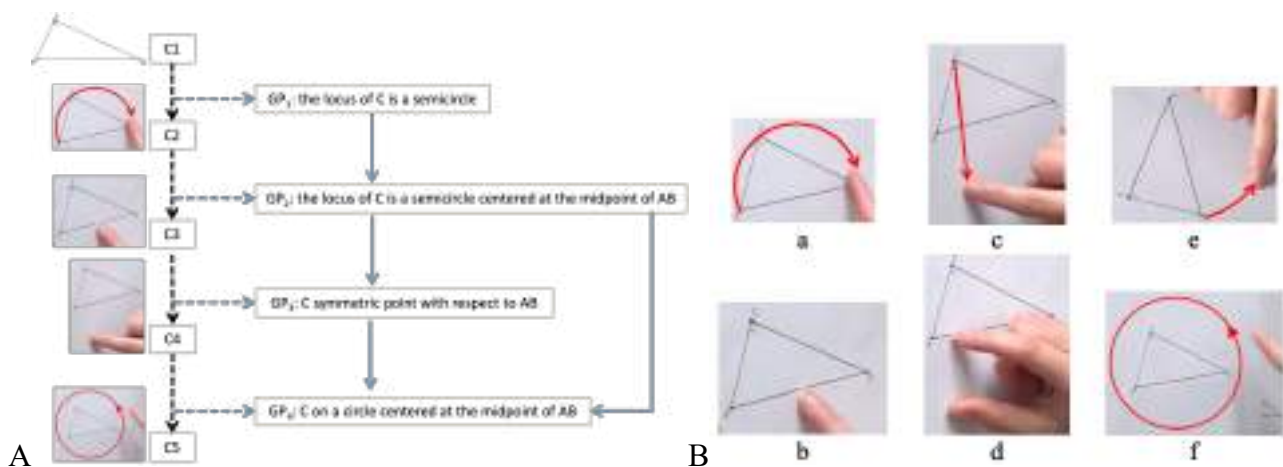 C1
GP₁: the locus of C is a semicircle
C2
GP₂: the locus of C is a semicircle centered at the midpoint of AB
C3
GP₃: C symmetric point with respect to AB
C4
GP₄: C on a circle centered at the midpoint of AB
C5
A
a
c
e
b
d
f
B